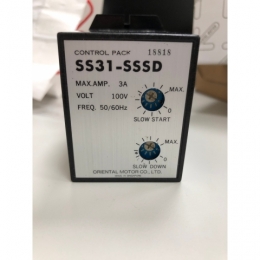 CONTROL PACK 18818
SS31-SSSD
MAX.AMP. 3A
VOLT 100V
FREQ. 50/60Hz
MAX.
0
SLOW START
MAX.
0
SLOW DOWN
ORIENTAL MOTOR CO., LTD.